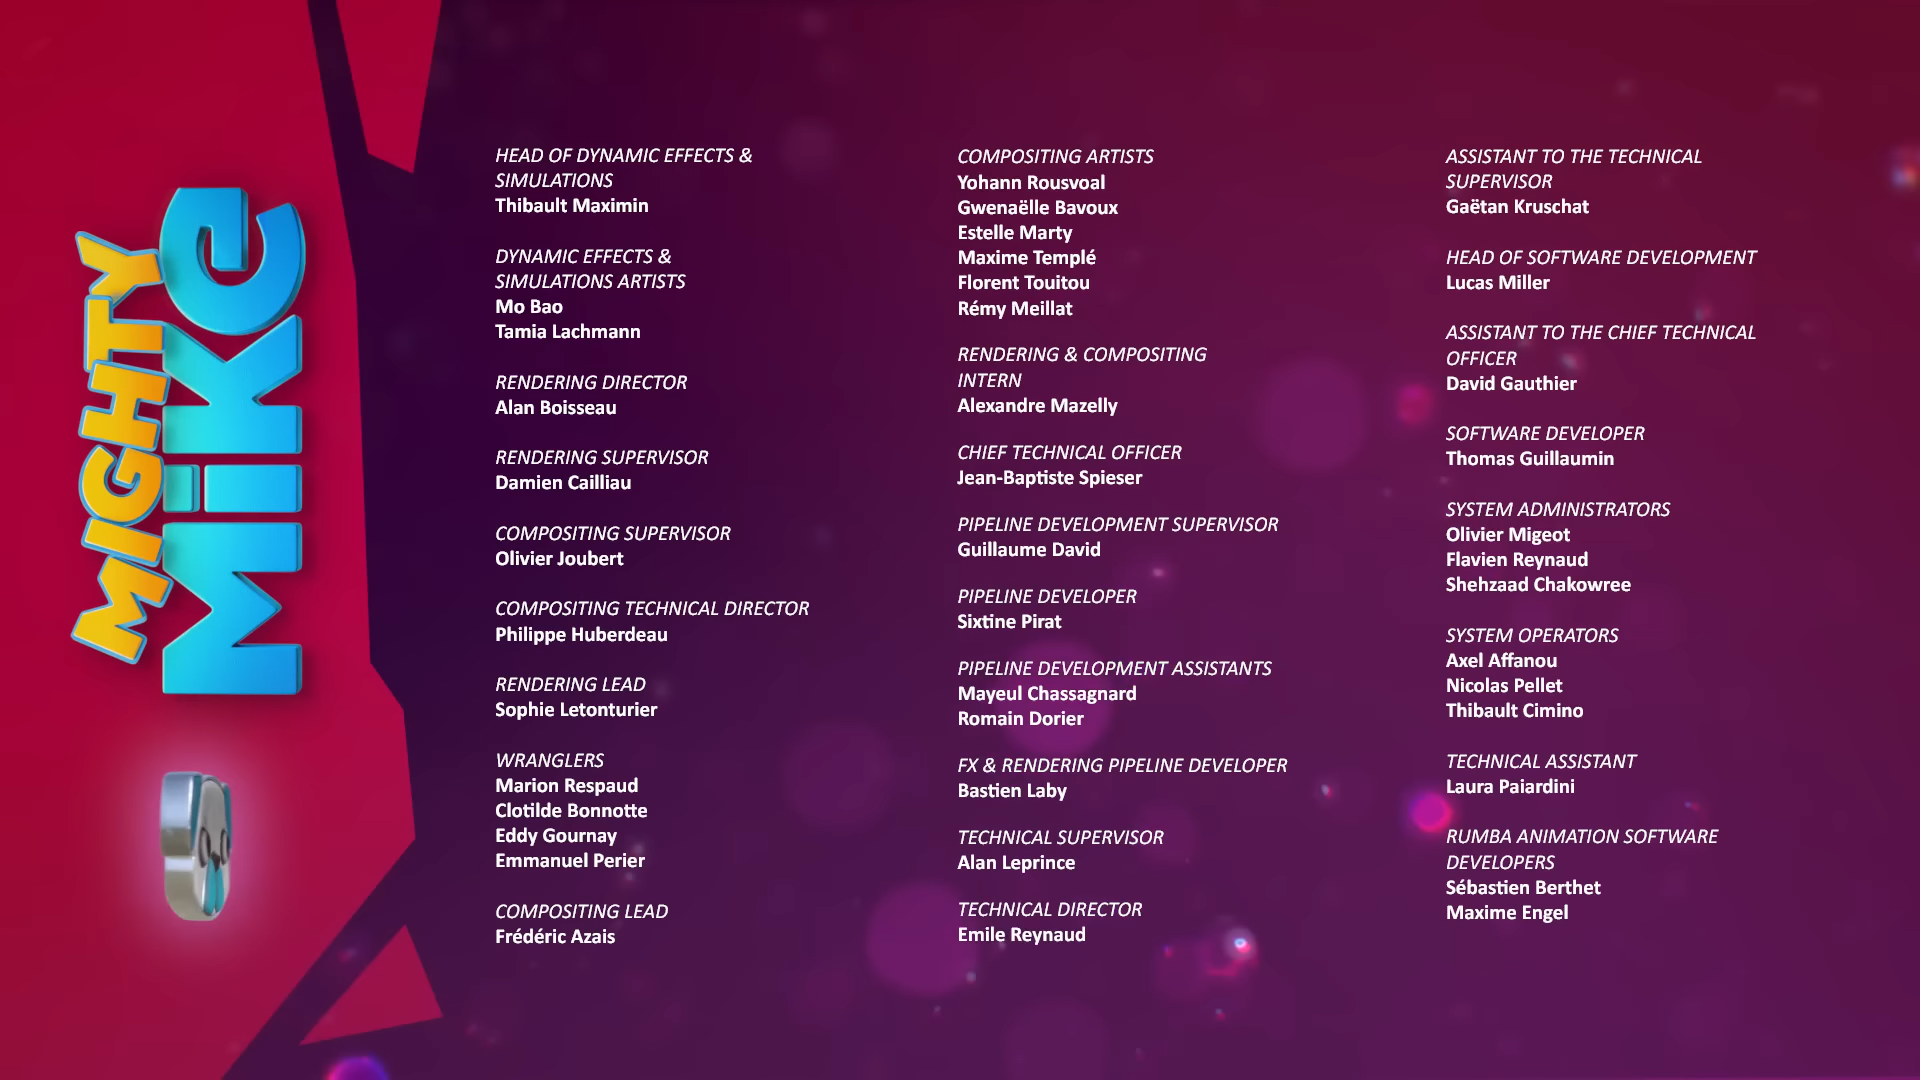 MIGHTY
MiKe
HEAD OF DYNAMIC EFFECTS &
SIMULATIONS
Thibault Maximin
DYNAMIC EFFECTS &
SIMULATIONS ARTISTS
Mo Bao
Tamia Lachmann
RENDERING DIRECTOR
Alan Boisseau
RENDERING SUPERVISOR
Damien Cailliau
COMPOSITING SUPERVISOR
Olivier Joubert
COMPOSITING TECHNICAL DIRECTOR
Philippe Huberdeau
RENDERING LEAD
Sophie Letonturier
WRANGLERS
Marion Respaud
Clotilde Bonnotte
Eddy Gournay
Emmanuel Perier
COMPOSITING LEAD
Frédéric Azais
COMPOSITING ARTISTS
Yohann Rousvoal
Gwenaëlle Bavoux
Estelle Marty
Maxime Templé
Florent Touitou
Rémy Meillat
RENDERING & COMPOSITING
INTERN
Alexandre Mazelly
CHIEF TECHNICAL OFFICER
Jean-Baptiste Spieser
PIPELINE DEVELOPMENT SUPERVISOR
Guillaume David
PIPELINE DEVELOPER
Sixtine Pirat
PIPELINE DEVELOPMENT ASSISTANTS
Mayeul Chassagnard
Romain Dorier
FX & RENDERING PIPELINE DEVELOPER
Bastien Laby
TECHNICAL SUPERVISOR
Alan Leprince
TECHNICAL DIRECTOR
Emile Reynaud
ASSISTANT TO THE TECHNICAL
SUPERVISOR
Gaëtan Kruschat
HEAD OF SOFTWARE DEVELOPMENT
Lucas Miller
ASSISTANT TO THE CHIEF TECHNICAL
OFFICER
David Gauthier
SOFTWARE DEVELOPER
Thomas Guillaumin
SYSTEM ADMINISTRATORS
Olivier Migeot
Flavien Reynaud
Shehzaad Chakowree
SYSTEM OPERATORS
Axel Affanou
Nicolas Pellet
Thibault Cimino
TECHNICAL ASSISTANT
Laura Paiardini
RUMBA ANIMATION SOFTWARE
DEVELOPERS
Sébastien Berthet
Maxime Engel